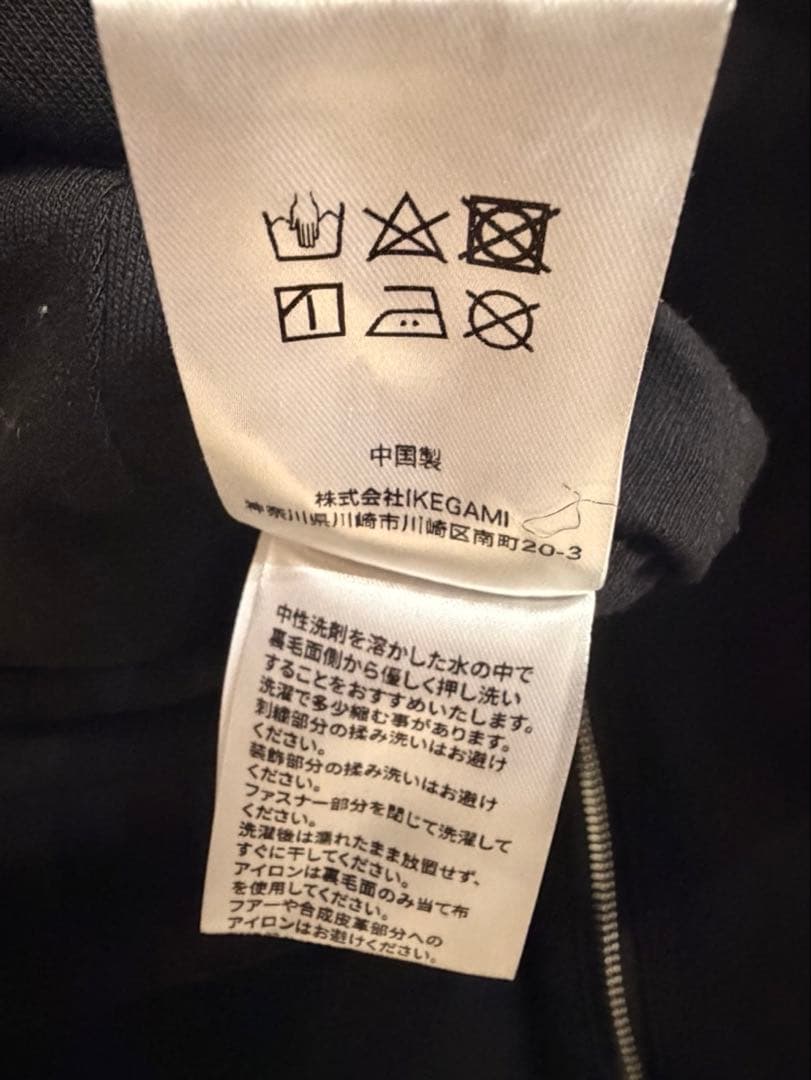 中国製
株式会社IKEGAMI
神奈川県川崎市川崎区南町20-3
中性洗剤を溶かした水の中で
裏毛面側から優しく押し洗い
することをおすすめいたします。
洗濯で多少縮む事があります。
刺繍部分の揉み洗いはお避け
ください。
装飾部分の揉み洗いはお避け
ください。
ファスナー部分を閉じて洗濯して
ください。
洗濯後は濡れたまま放置せず、
すぐに干してください。
アイロンは裏毛面のみ当て布
を使用してください。
ファーや合成皮革部分への
アイロンはお避けください。